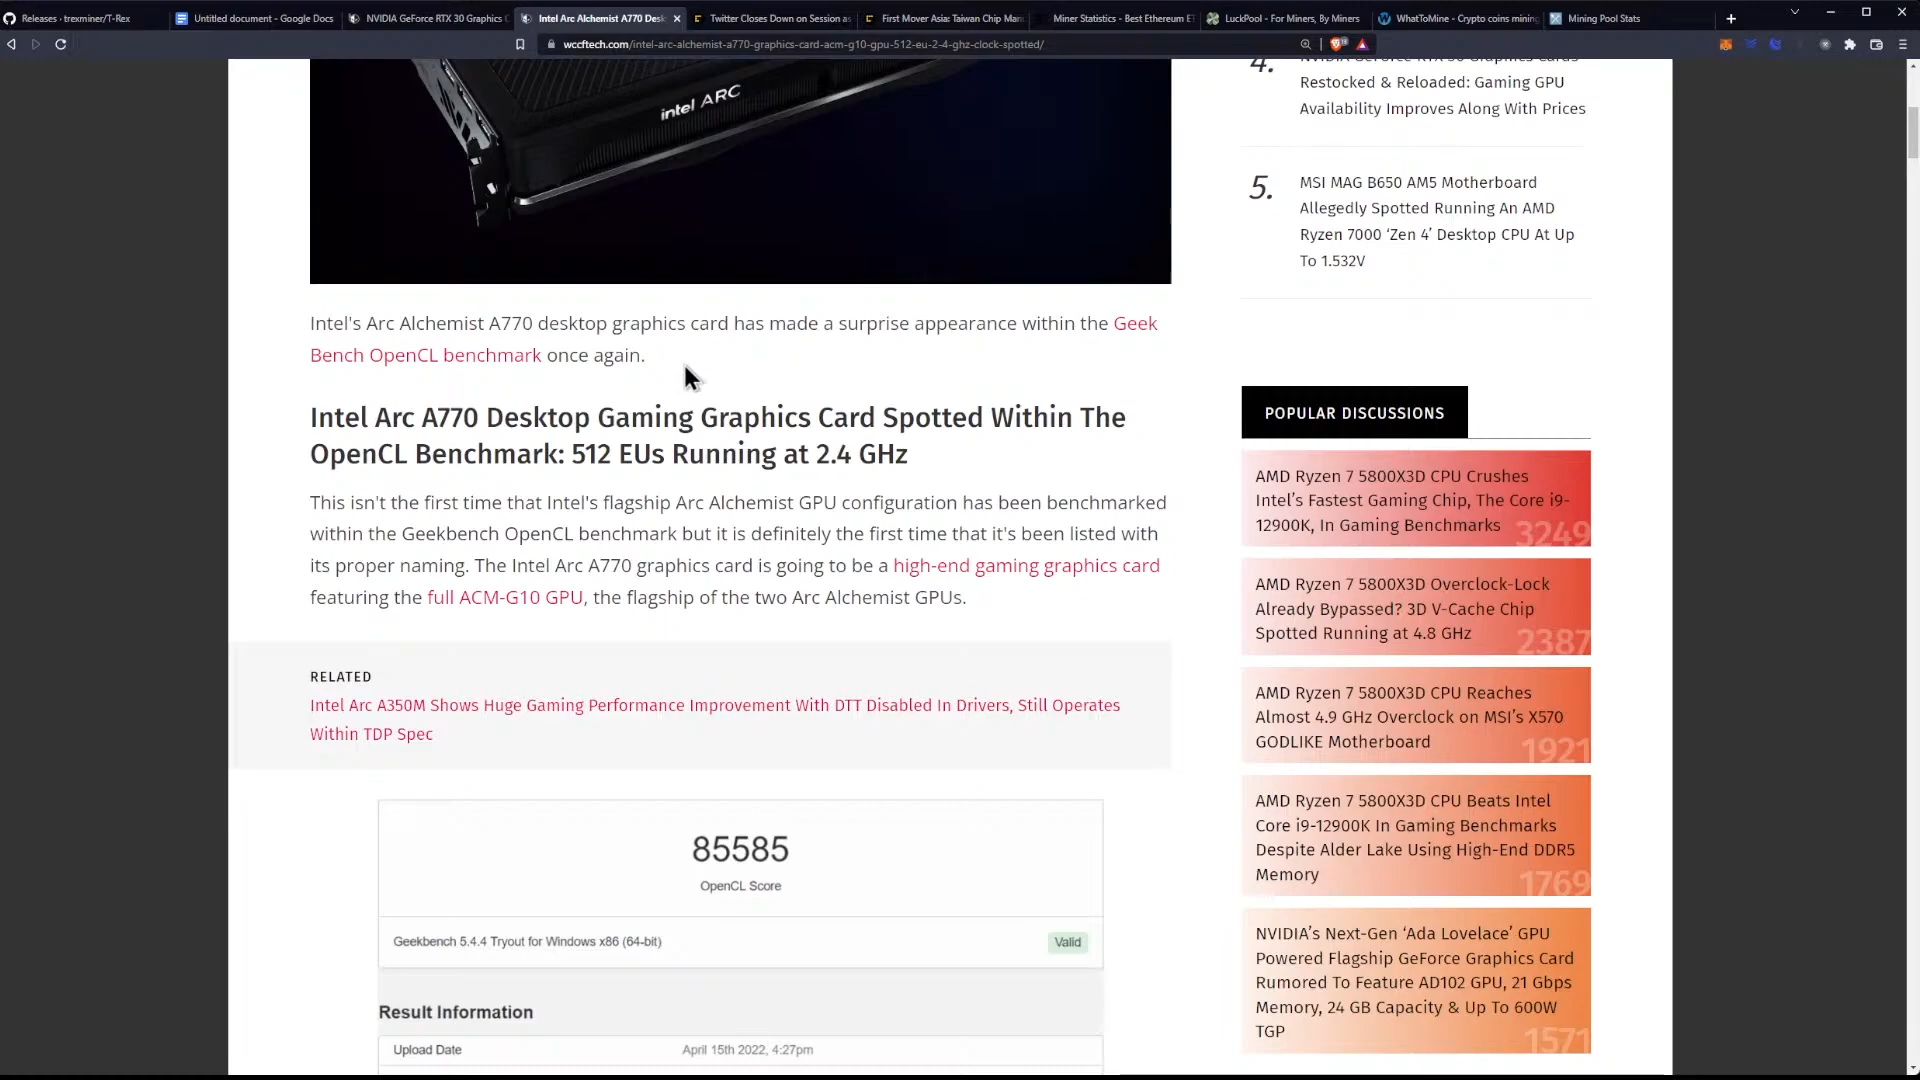 Releases · trexminer/T-Rex
Untitled document - Google Docs
NVIDIA GeForce RTX 30 Graphics C
Intel Arc Alchemist A770 Desk
Twitter Closes Down on Session as
First Mover Asia: Taiwan Chip Man
Miner Statistics - Best Ethereum ET
LuckPool - For Miners, By Miners
WhatToMine - Crypto coins mining
Mining Pool Stats
wccftech.com/intel-arc-alchemist-a770-graphics-card-acm-g10-gpu-512-eu-2-4-ghz-clock-spotted/
intel ARC
Intel's Arc Alchemist A770 desktop graphics card has made a surprise appearance within the Geek
Bench OpenCL benchmark once again.
Intel Arc A770 Desktop Gaming Graphics Card Spotted Within The
OpenCL Benchmark: 512 EUs Running at 2.4 GHz
This isn't the first time that Intel's flagship Arc Alchemist GPU configuration has been benchmarked
within the Geekbench OpenCL benchmark but it is definitely the first time that it's been listed with
its proper naming. The Intel Arc A770 graphics card is going to be a high-end gaming graphics card
featuring the full ACM-G10 GPU, the flagship of the two Arc Alchemist GPUs.
RELATED
Intel Arc A350M Shows Huge Gaming Performance Improvement With DTT Disabled In Drivers, Still Operates
Within TDP Spec
85585
OpenCL Score
Geekbench 5.4.4 Tryout for Windows x86 (64-bit)
Valid
Result Information
Upload Date
April 15th 2022, 4:27pm
4.
NVIDIA GeForce RTX 30 Graphics Cards
Restocked & Reloaded: Gaming GPU
Availability Improves Along With Prices
5.
MSI MAG B650 AM5 Motherboard
Allegedly Spotted Running An AMD
Ryzen 7000 ‘Zen 4’ Desktop CPU At Up
To 1.532V
POPULAR DISCUSSIONS
AMD Ryzen 7 5800X3D CPU Crushes
Intel’s Fastest Gaming Chip, The Core i9-
12900K, In Gaming Benchmarks
3249
AMD Ryzen 7 5800X3D Overclock-Lock
Already Bypassed? 3D V-Cache Chip
Spotted Running at 4.8 GHz
2387
AMD Ryzen 7 5800X3D CPU Reaches
Almost 4.9 GHz Overclock on MSI’s X570
GODLIKE Motherboard
1921
AMD Ryzen 7 5800X3D CPU Beats Intel
Core i9-12900K In Gaming Benchmarks
Despite Alder Lake Using High-End DDR5
Memory
1769
NVIDIA’s Next-Gen ‘Ada Lovelace’ GPU
Powered Flagship GeForce Graphics Card
Rumored To Feature AD102 GPU, 21 Gbps
Memory, 24 GB Capacity & Up To 600W
TGP
1571